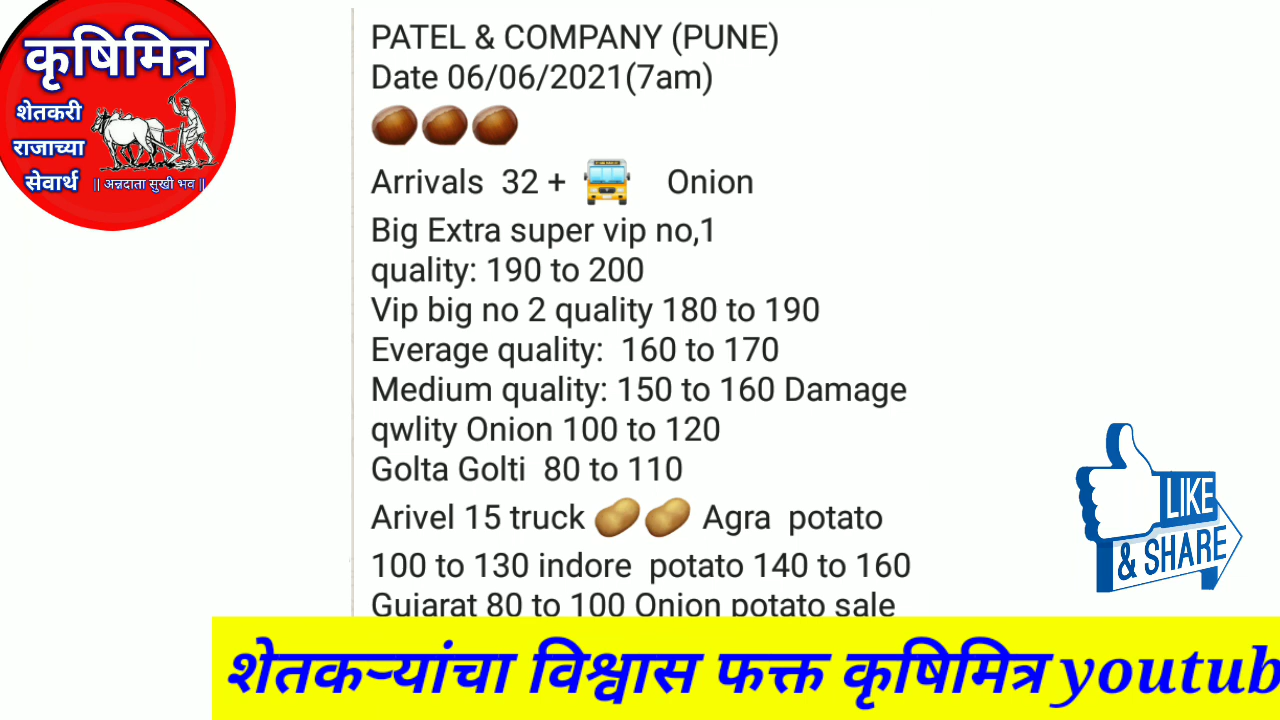 कृषिमित्र
शेतकरी
राजाच्या
सेवार्थ
|| अन्नदाता सुखी भव ||
PATEL & COMPANY (PUNE)
Date 06/06/2021(7am)
Arrivals 32 + Onion
Big Extra super vip no,1
quality: 190 to 200
Vip big no 2 quality 180 to 190
Everage quality: 160 to 170
Medium quality: 150 to 160 Damage
qwlity Onion 100 to 120
Golta Golti 80 to 110
Arivel 15 truck Agra potato
100 to 130 indore potato 140 to 160
Gujarat 80 to 100 Onion potato sale
LIKE
& SHARE
शेतकऱ्यांचा विश्वास फक्त कृषिमित्र youtub